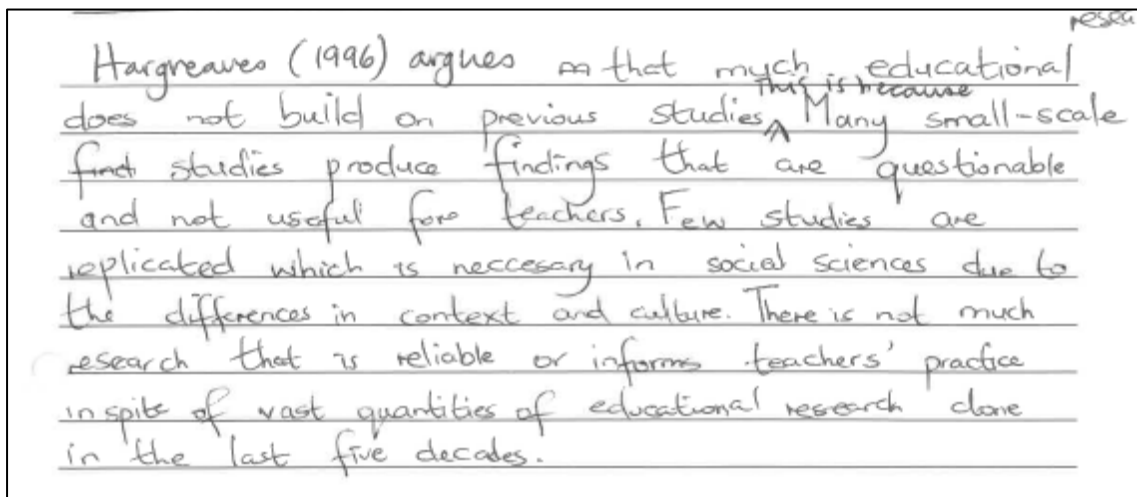 resea
Hargreaves (1996) argues that much educational
This is because
does not build on previous studies. Many small-scale
find studies produce findings that are questionable
and not useful for teachers. Few studies are
replicated which is neccesary in social sciences due to
the differences in context and culture. There is not much
research that is reliable or informs teachers' practice
in spite of vast quantities of educational research done
in the last five decades.